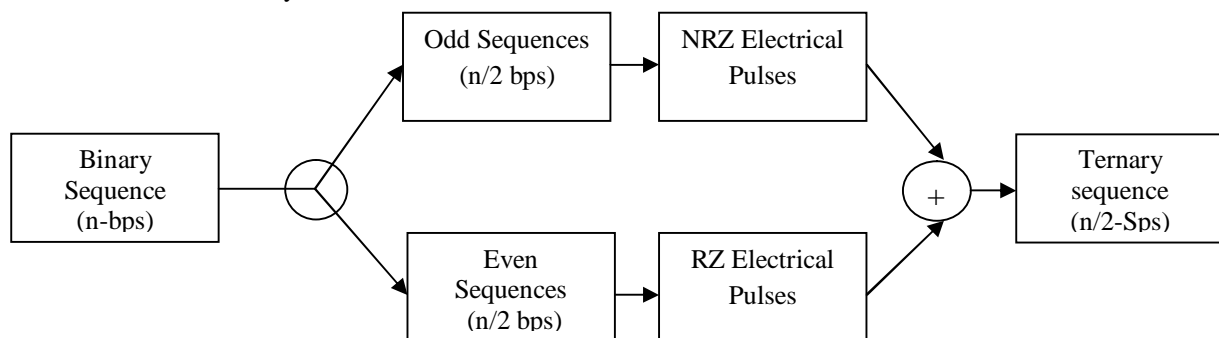 Odd Sequences
(n/2 bps)
NRZ Electrical
Pulses
Binary
Sequence
(n-bps)
+
Ternary
sequence
(n/2-Sps)
Even
Sequences
(n/2 bps)
RZ Electrical
Pulses